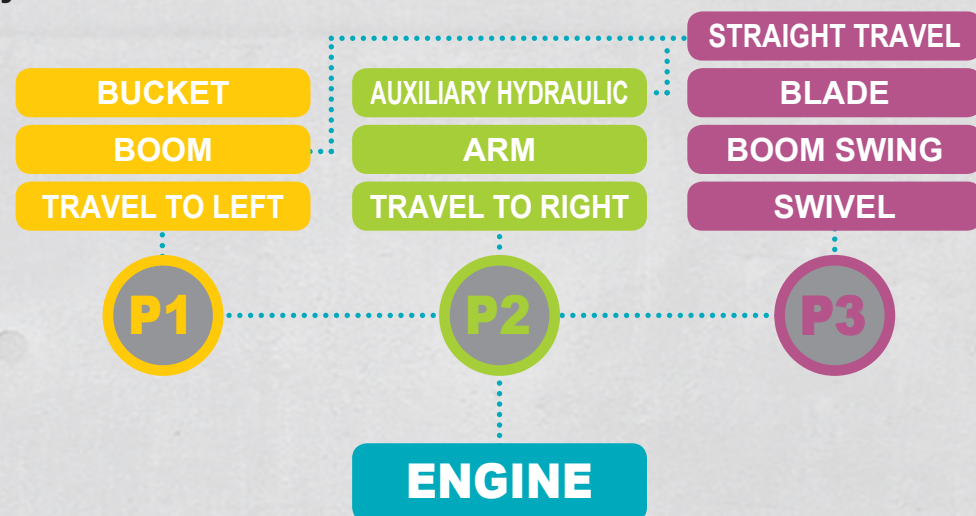 STRAIGHT TRAVEL
BUCKET
AUXILIARY HYDRAULIC
BLADE
BOOM
ARM
BOOM SWING
TRAVEL TO LEFT
TRAVEL TO RIGHT
SWIVEL
P1
P2
P3
ENGINE